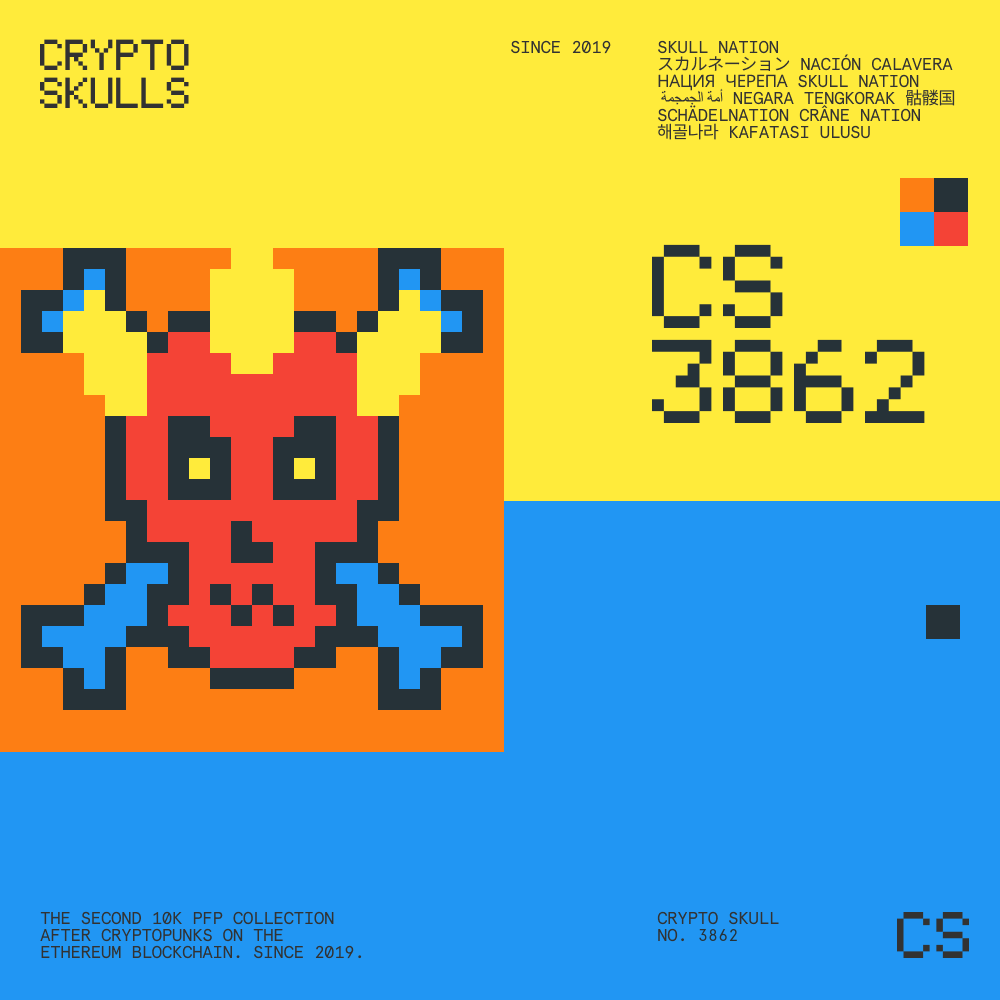 CRYPTO
SKULLS
SINCE 2019
SKULL NATION
スカルネーション NACIÓN CALAVERA
НАЦИЯ ЧЕРЕПА SKULL NATION
أمة الجمجمة NEGARA TENGKORAK 骷髅国
SCHÄDELNATION CRÂNE NATION
해골나라 KAFATASI ULUSU
CS
3862
THE SECOND 10K PFP COLLECTION
AFTER CRYPTOPUNKS ON THE
ETHEREUM BLOCKCHAIN. SINCE 2019.
CRYPTO SKULL
NO. 3862
CS